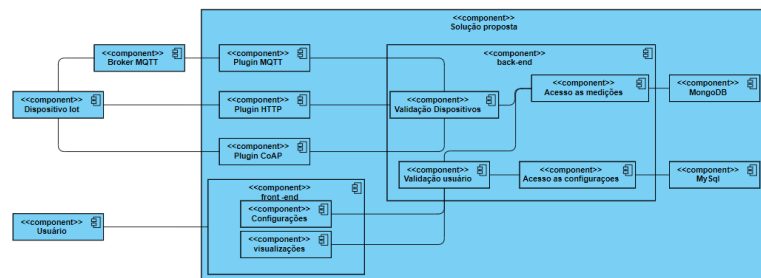 <<component>>
Solução proposta
<<component>>
Broker MQTT
<<component>>
Plugin MQTT
<<component>>
back-end
<<component>>
Dispositivo Iot
<<component>>
Plugin HTTP
<<component>>
Validação Dispositivos
<<component>>
Acesso as medições
<<component>>
MongoDB
<<component>>
Plugin CoAP
<<component>>
Validação usuário
<<component>>
Acesso as configuraçoes
<<component>>
MySql
<<component>>
front -end
<<component>>
Configurações
<<component>>
Usuário
<<component>>
visualizações